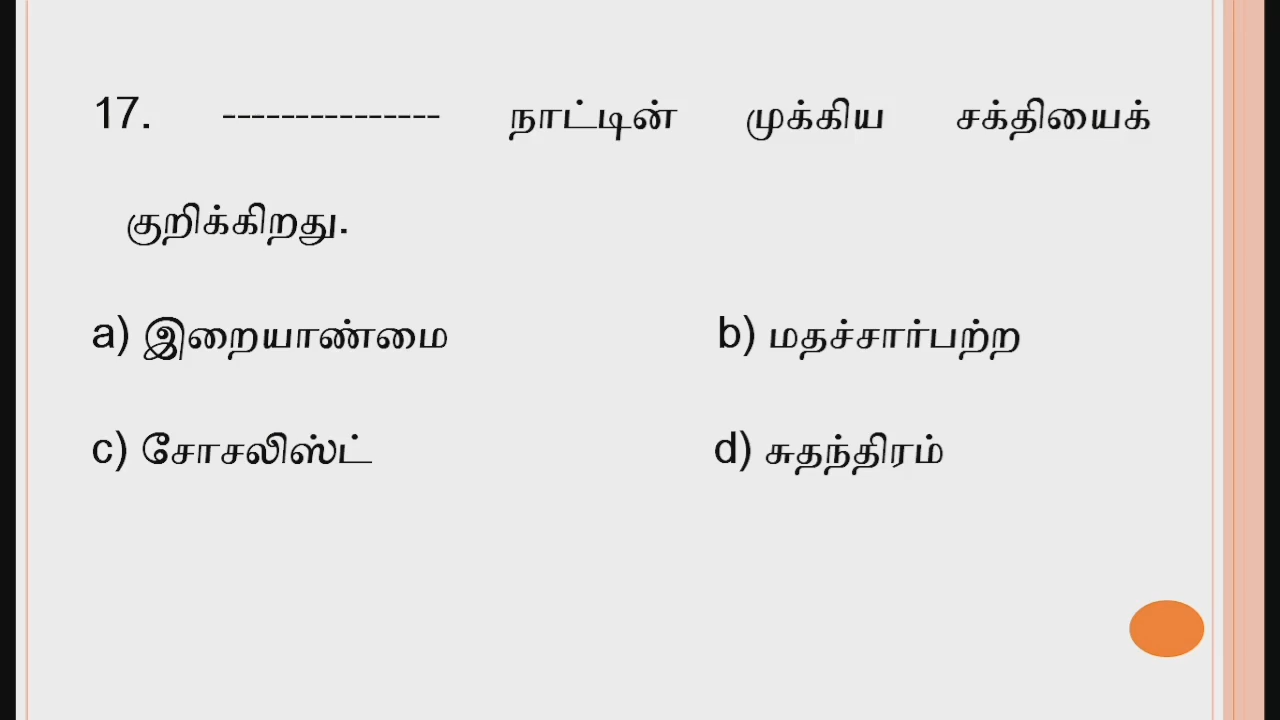 17. --------------- நாட்டின் முக்கிய சக்தியைக்
குறிக்கிறது.
a) இறையாண்மை b) மதச்சார்பற்ற
c) சோசலிஸ்ட் d) சுதந்திரம்